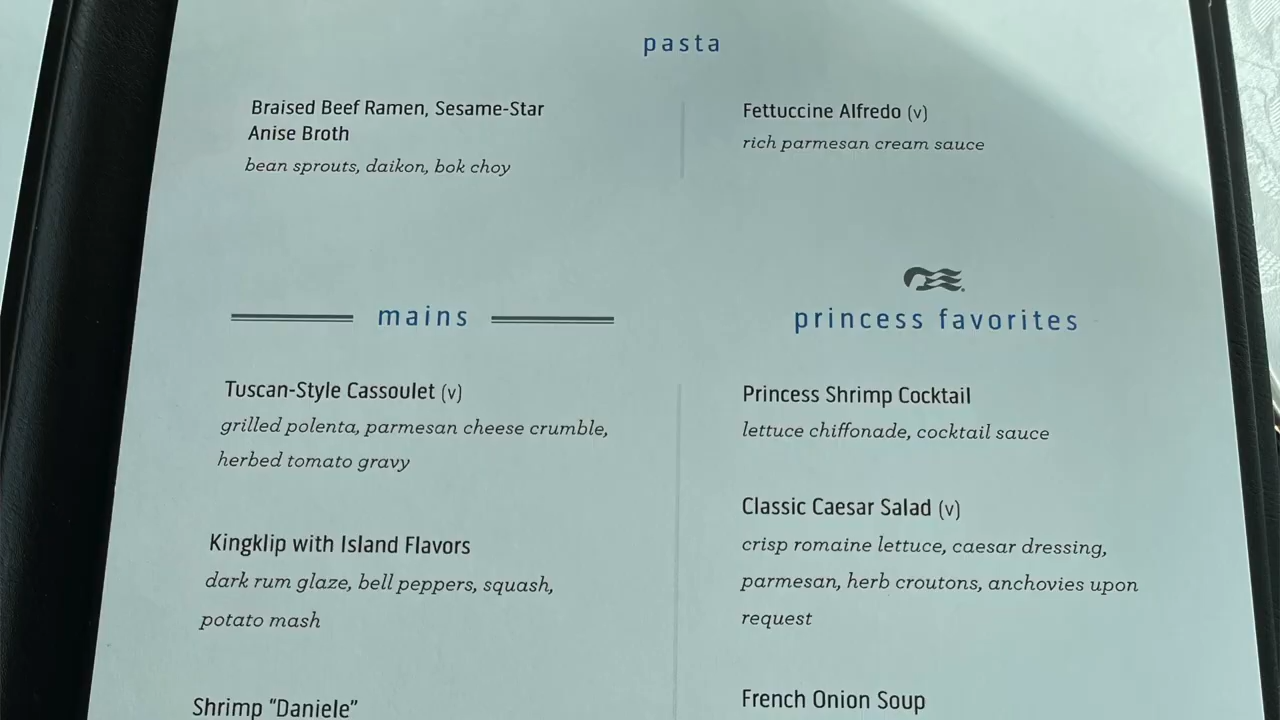 pasta
Braised Beef Ramen, Sesame-Star
Anise Broth
bean sprouts, daikon, bok choy
Fettuccine Alfredo (v)
rich parmesan cream sauce
mains
Tuscan-Style Cassoulet (v)
grilled polenta, parmesan cheese crumble,
herbed tomato gravy
Kingklip with Island Flavors
dark rum glaze, bell peppers, squash,
potato mash
Shrimp "Daniele"
princess favorites
Princess Shrimp Cocktail
lettuce chiffonade, cocktail sauce
Classic Caesar Salad (v)
crisp romaine lettuce, caesar dressing,
parmesan, herb croutons, anchovies upon
request
French Onion Soup